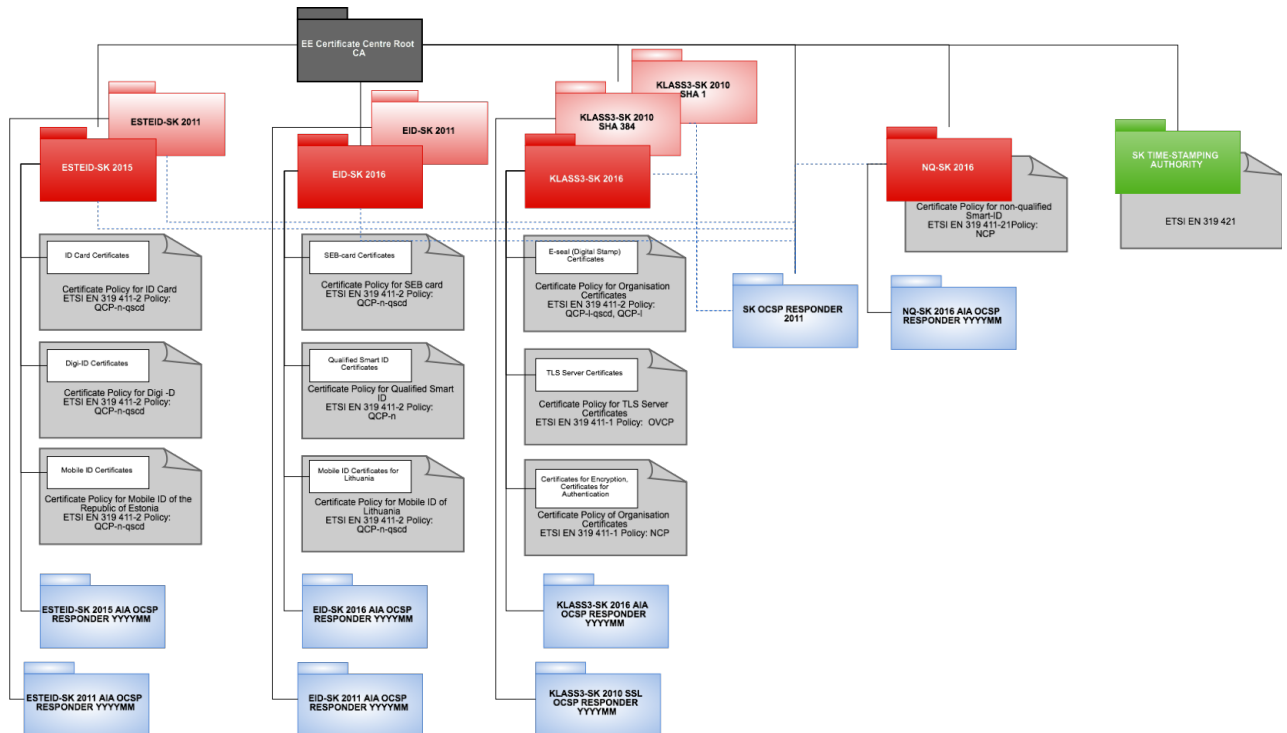 EE Certificate Centre Root
CA
KLASS3-SK 2010
SHA 1
ESTEID-SK 2011
EID-SK 2011
KLASS3-SK 2010
SHA 384
ESTEID-SK 2015
EID-SK 2016
KLASS3-SK 2016
NQ-SK 2016
SK TIME-STAMPING
AUTHORITY
Certificate Policy for non-qualified
Smart-ID
ETSI EN 319 411-21Policy:
NCP
ETSI EN 319 421
ID Card Certificates
Certificate Policy for ID Card
ETSI EN 319 411-2 Policy:
QCP-n-qscd
SEB-card Certificates
Certificate Policy for SEB card
ETSI EN 319 411-2 Policy:
QCP-n-qscd
E-seal (Digital Stamp)
Certificates
Certificate Policy for Organisation
Certificates
ETSI EN 319 411-2 Policy:
QCP-l-qscd, QCP-l
SK OCSP RESPONDER
2011
NQ-SK 2016 AIA OCSP
RESPONDER YYYYMM
Digi-ID Certificates
Certificate Policy for Digi -D
ETSI EN 319 411-2 Policy:
QCP-n-qscd
Qualified Smart ID
Certificates
Certificate Policy for Qualified Smart
ID
ETSI EN 319 411-2 Policy:
QCP-n
TLS Server Certificates
Certificate Policy for TLS Server
Certificates
ETSI EN 319 411-1 Policy: OVCP
Mobile ID Certificates
Certificate Policy for Mobile ID of the
Republic of Estonia
ETSI EN 319 411-2 Policy:
QCP-n-qscd
Mobile ID Certificates for
Lithuania
Certificate Policy for Mobile ID of
Lithuania
ETSI EN 319 411-2 Policy:
QCP-n-qscd
Certificates for Encryption,
Certificates for
Authentication
Certificate Policy of Organisation
Certificates
ETSI EN 319 411-1 Policy: NCP
ESTEID-SK 2015 AIA OCSP
RESPONDER YYYYMM
EID-SK 2016 AIA OCSP
RESPONDER YYYYMM
KLASS3-SK 2016 AIA
OCSP RESPONDER
YYYYMM
ESTEID-SK 2011 AIA OCSP
RESPONDER YYYYMM
EID-SK 2011 AIA OCSP
RESPONDER YYYYMM
KLASS3-SK 2010 SSL
OCSP RESPONDER
YYYYMM